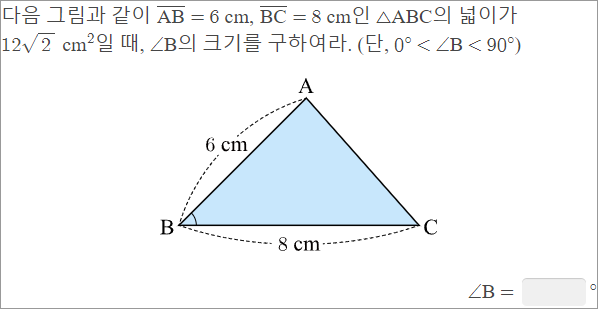 다음 그림과 같이 AB = 6 cm, BC = 8 cm인 △ABC의 넓이가
12√2 cm²일 때, ∠B의 크기를 구하여라. (단, 0° < ∠B < 90°)
A
6 cm
B
C
8 cm
∠B = °